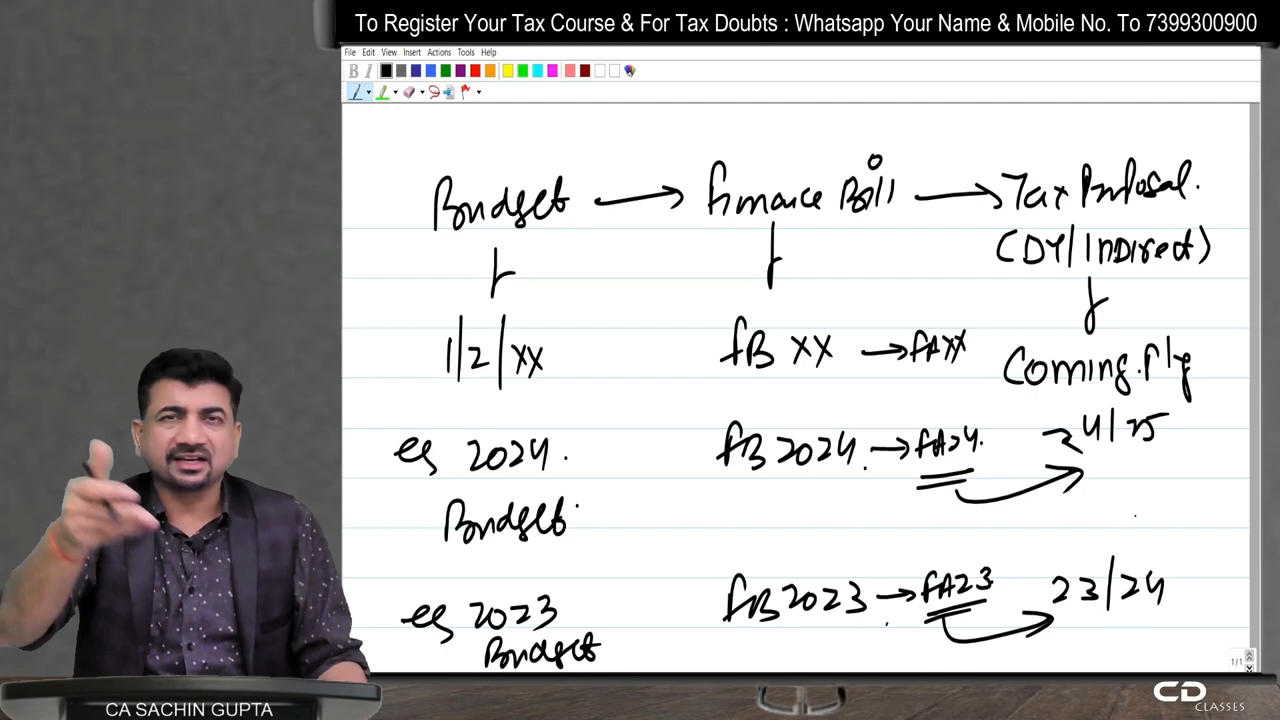 To Register Your Tax Course & For Tax Doubts : Whatsapp Your Name & Mobile No. To 7399300900
File Edit View Insert Actions Tools Help
Budget → Finance Bill → Tax Proposal.
(DT/Indirect)
1/2/XX
fB XX → fAXX
Coming P/y
eg 2024.
fB 2024. → fA24.
24/25
Budget.
eg 2023
fB 2023 → fA23
23/24
Budget
1/1
CA SACHIN GUPTA
CD CLASSES